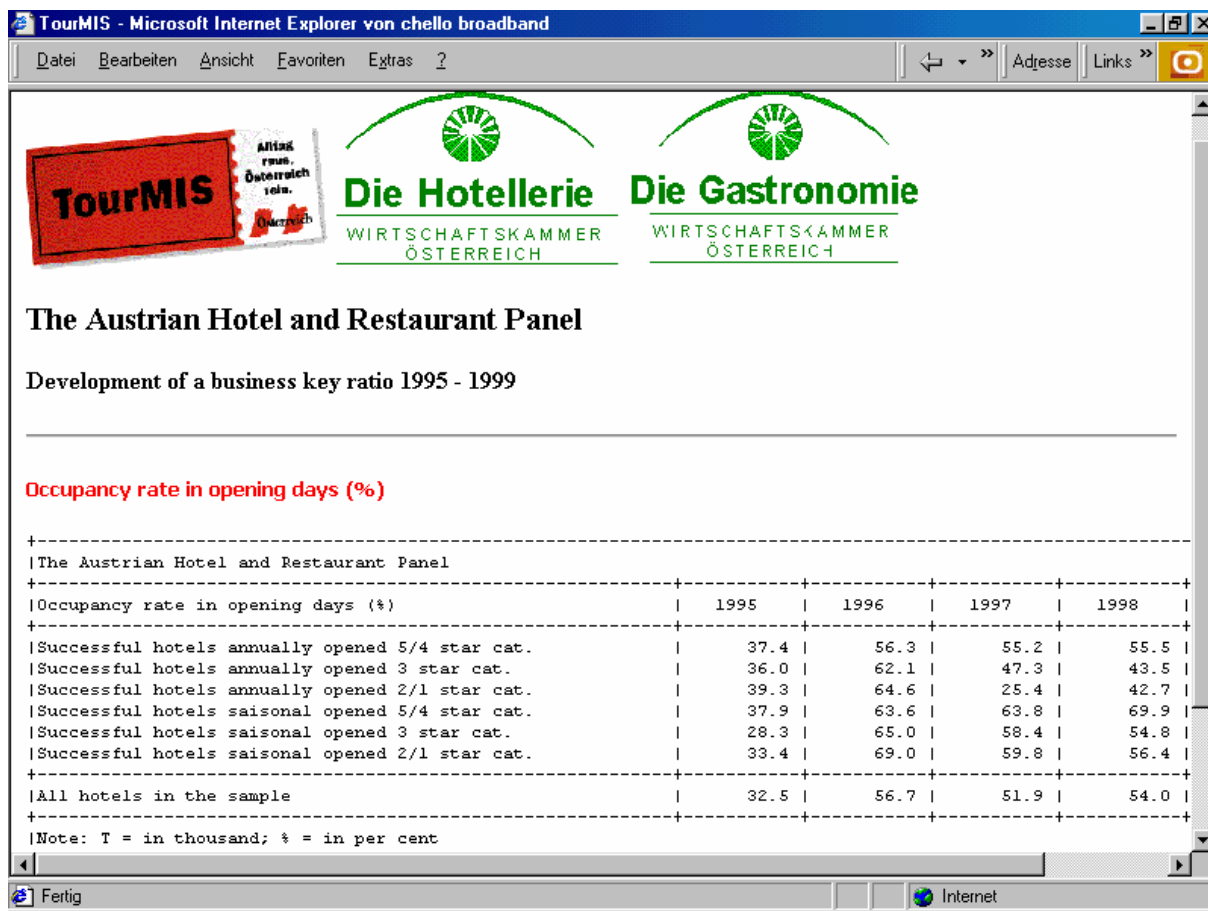 TourMIS - Microsoft Internet Explorer von chello broadband
Datei Bearbeiten Ansicht Favoriten Extras ? Adresse Links »
TourMIS
Alltag
raus,
Österreich
rein.
Österreich
Die Hotellerie
WIRTSCHAFTSKAMMER
ÖSTERREICH
Die Gastronomie
WIRTSCHAFTSKAMMER
ÖSTERREICH
The Austrian Hotel and Restaurant Panel
Development of a business key ratio 1995 - 1999
Occupancy rate in opening days (%)
|The Austrian Hotel and Restaurant Panel
|Occupancy rate in opening days (%) | 1995 | 1996 | 1997 | 1998 |
|Successful hotels annually opened 5/4 star cat. | 37.4 | 56.3 | 55.2 | 55.5 |
|Successful hotels annually opened 3 star cat. | 36.0 | 62.1 | 47.3 | 43.5 |
|Successful hotels annually opened 2/1 star cat. | 39.3 | 64.6 | 25.4 | 42.7 |
|Successful hotels saisonal opened 5/4 star cat. | 37.9 | 63.6 | 63.8 | 69.9 |
|Successful hotels saisonal opened 3 star cat. | 28.3 | 65.0 | 58.4 | 54.8 |
|Successful hotels saisonal opened 2/1 star cat. | 33.4 | 69.0 | 59.8 | 56.4 |
|All hotels in the sample | 32.5 | 56.7 | 51.9 | 54.0 |
|Note: T = in thousand; % = in per cent
Fertig Internet